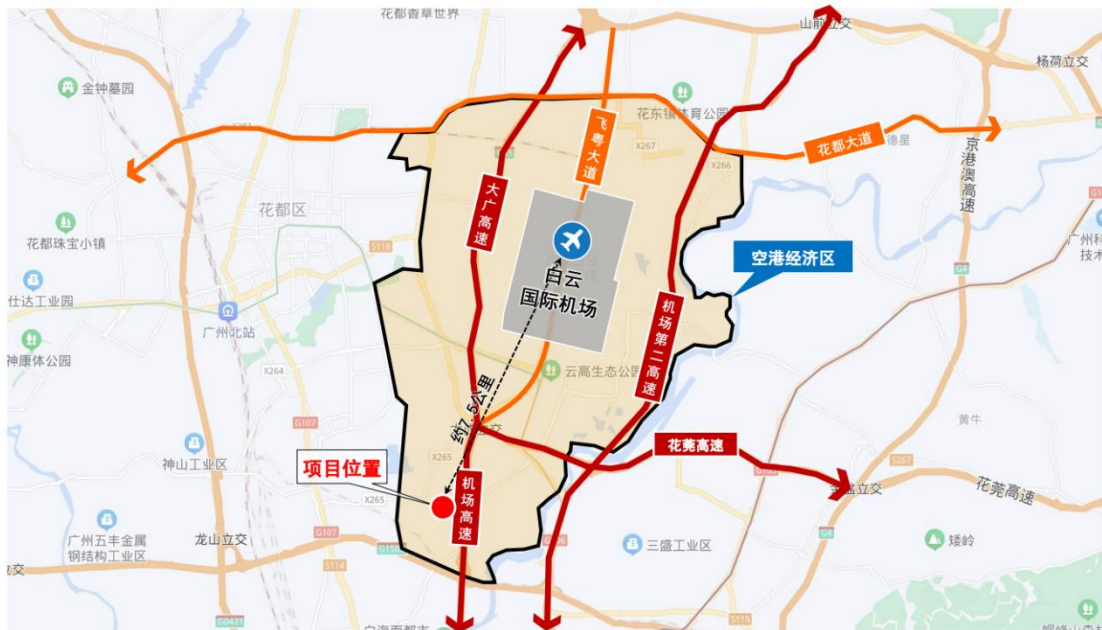 花都香草世界
山前立交
杨荷立交
金钟墓园
花东镇体育公园
飞粤大道
X267
花都大道
德星
X266
京港澳高速
大广高速
花都区
S118
花都珠宝小镇
白云
国际机场
空港经济区
G4
仕达工业园
广州北站
机场第二高速
神康体公园
云高生态公园
X264
约7.5公里
G107
黄牛
花莞高速
X265
S267
神山工业区
项目位置
X265
机场高速
花莞高速
广州五丰金属
钢结构工业区
龙山立交
G107
三盛工业区
G4
矮岭
立交
S114
G0421